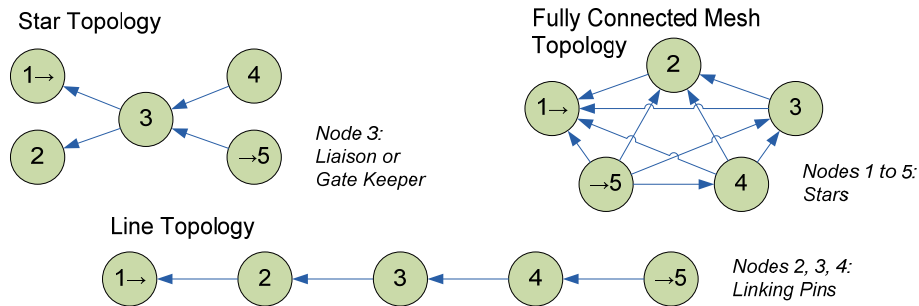 Star Topology
1→
4
3
2
→5
Node 3:
Liaison or
Gate Keeper
Fully Connected Mesh
Topology
2
1→
3
→5
4
Nodes 1 to 5:
Stars
Line Topology
1→
2
3
4
→5
Nodes 2, 3, 4:
Linking Pins